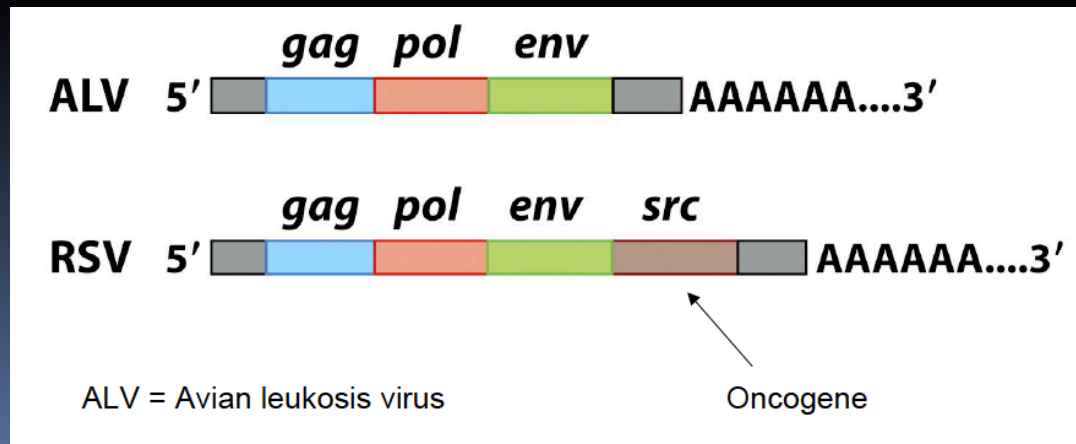 gag pol env
ALV 5′ AAAAAA....3′
gag pol env src
RSV 5′ AAAAAA....3′
ALV = Avian leukosis virus
Oncogene